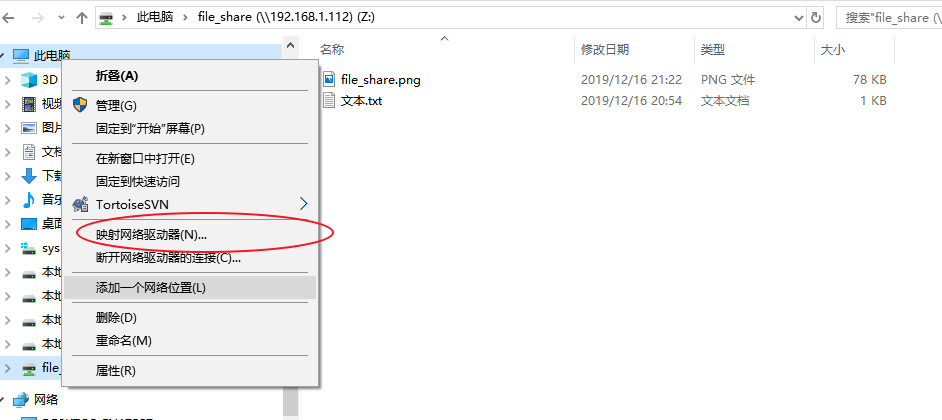 此电脑 › file_share (\\192.168.1.112) (Z:)
搜索"file_share (\\
名称 修改日期 类型 大小
此电脑
file_share.png 2019/12/16 21:22 PNG 文件 78 KB
文本.txt 2019/12/16 20:54 文本文档 1 KB
3D
视频
图片
文档
下载
音乐
桌面
sys
本地
本地
本地
本地
file_
网络
折叠(A)
管理(G)
固定到"开始"屏幕(P)
在新窗口中打开(E)
固定到快速访问
TortoiseSVN
映射网络驱动器(N)...
断开网络驱动器的连接(C)...
添加一个网络位置(L)
删除(D)
重命名(M)
属性(R)